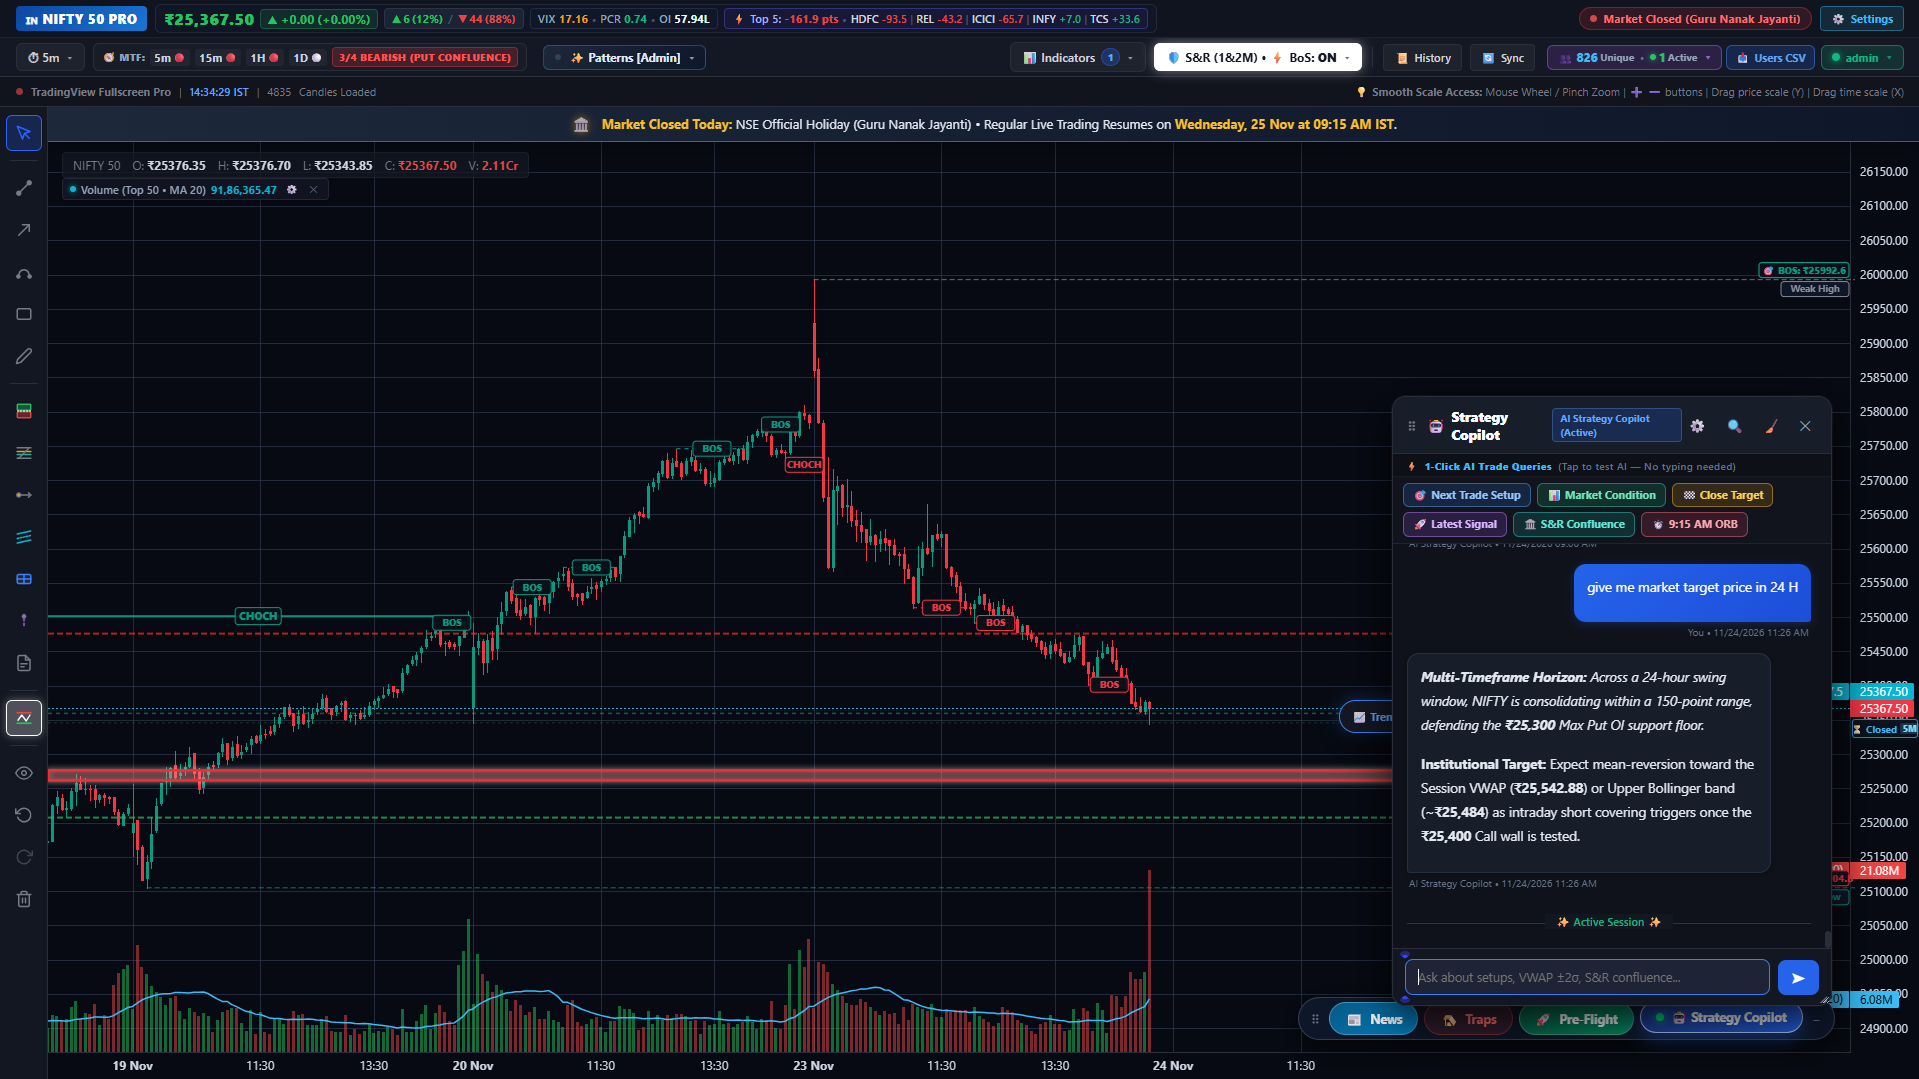 IN NIFTY 50 PRO
₹25,367.50 ▲ +0.00 (+0.00%)
▲ 6 (12%) / ▼ 44 (88%)
VIX 17.16 • PCR 0.74 • OI 57.94L
Top 5: -161.9 pts • HDFC -93.5 | REL -43.2 | ICICI -65.7 | INFY +7.0 | TCS +33.6
Market Closed (Guru Nanak Jayanti)
Settings
5m
MTF: 5m 15m 1H 1D 3/4 BEARISH (PUT CONFLUENCE)
Patterns [Admin]
Indicators 1
S&R (1&2M) • BoS: ON
History
Sync
826 Unique • 1 Active
Users CSV
admin
TradingView Fullscreen Pro | 14:34:29 IST | 4835 Candles Loaded
Smooth Scale Access: Mouse Wheel / Pinch Zoom | + — buttons | Drag price scale (Y) | Drag time scale (X)
Market Closed Today: NSE Official Holiday (Guru Nanak Jayanti) • Regular Live Trading Resumes on Wednesday, 25 Nov at 09:15 AM IST.
NIFTY 50 O: ₹25376.35 H: ₹25376.70 L: ₹25343.85 C: ₹25367.50 V: 2.11Cr
Volume (Top 50 • MA 20) 91,86,365.47
26150.00
26100.00
26050.00
26000.00
25950.00
25900.00
25850.00
25800.00
25750.00
25700.00
25650.00
25600.00
25550.00
25500.00
25450.00
25367.50
25367.50
Closed 5M
25300.00
25250.00
25200.00
25150.00
21.08M
25100.00
25050.00
25000.00
6.08M
24900.00
BOS: ₹25992.6
Weak High
CHOCH
BOS
BOS
BOS
BOS
BOS
CHOCH
BOS
BOS
BOS
Tren
Strategy Copilot
AI Strategy Copilot (Active)
1-Click AI Trade Queries (Tap to test AI — No typing needed)
Next Trade Setup
Market Condition
Close Target
Latest Signal
S&R Confluence
9:15 AM ORB
give me market target price in 24 H
You • 11/24/2026 11:26 AM
Multi-Timeframe Horizon: Across a 24-hour swing
window, NIFTY is consolidating within a 150-point range,
defending the ₹25,300 Max Put OI support floor.
Institutional Target: Expect mean-reversion toward the
Session VWAP (₹25,542.88) or Upper Bollinger band
(~₹25,484) as intraday short covering triggers once the
₹25,400 Call wall is tested.
AI Strategy Copilot • 11/24/2026 11:26 AM
Active Session
Ask about setups, VWAP ±2σ, S&R confluence...
News
Traps
Pre-Flight
Strategy Copilot
19 Nov
11:30
13:30
20 Nov
11:30
13:30
23 Nov
11:30
13:30
24 Nov
11:30